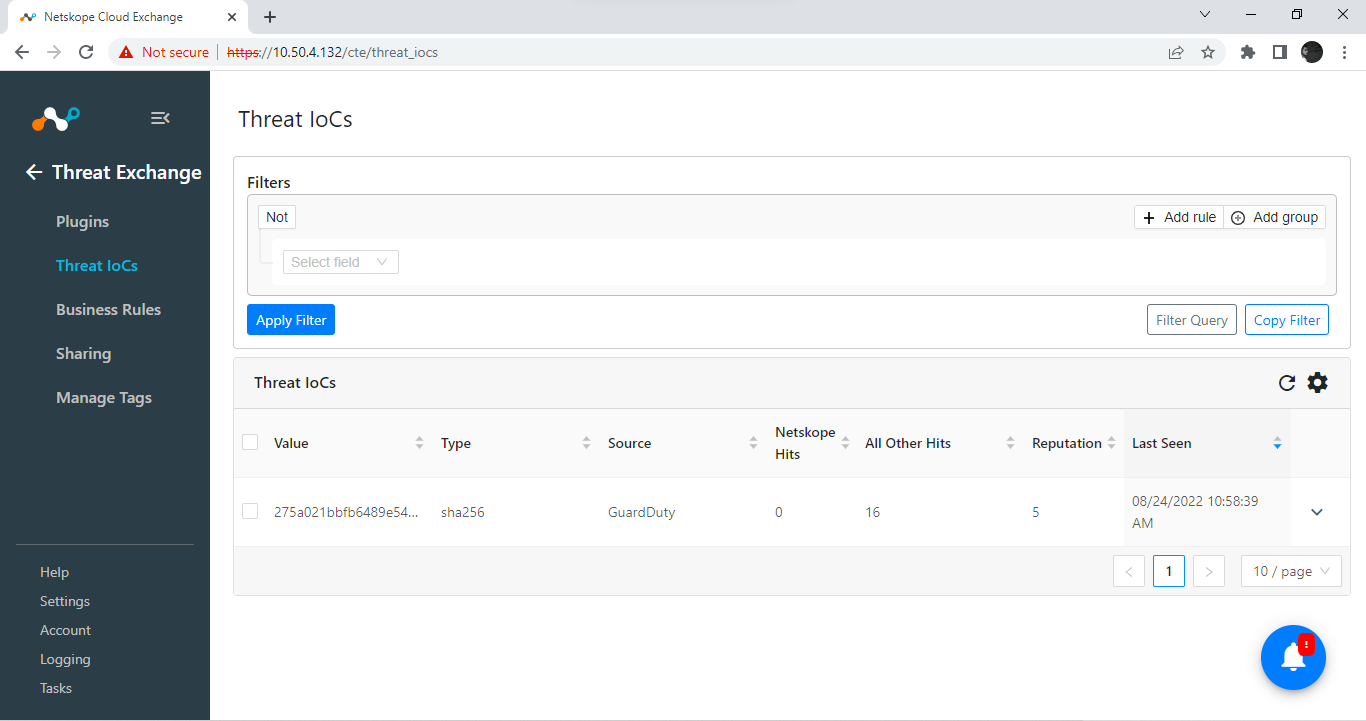 Netskope Cloud Exchange
Not secure
https://10.50.4.132/cte/threat_iocs
Threat Exchange
Plugins
Threat IoCs
Business Rules
Sharing
Manage Tags
Help
Settings
Account
Logging
Tasks
Threat IoCs
Filters
Not
Add rule
Add group
Select field
Apply Filter
Filter Query
Copy Filter
Threat IoCs
Value
Type
Source
Netskope
Hits
All Other Hits
Reputation
Last Seen
275a021bbfb6489e54...
sha256
GuardDuty
0
16
5
08/24/2022 10:58:39
AM
<
1
>
10 / page
!